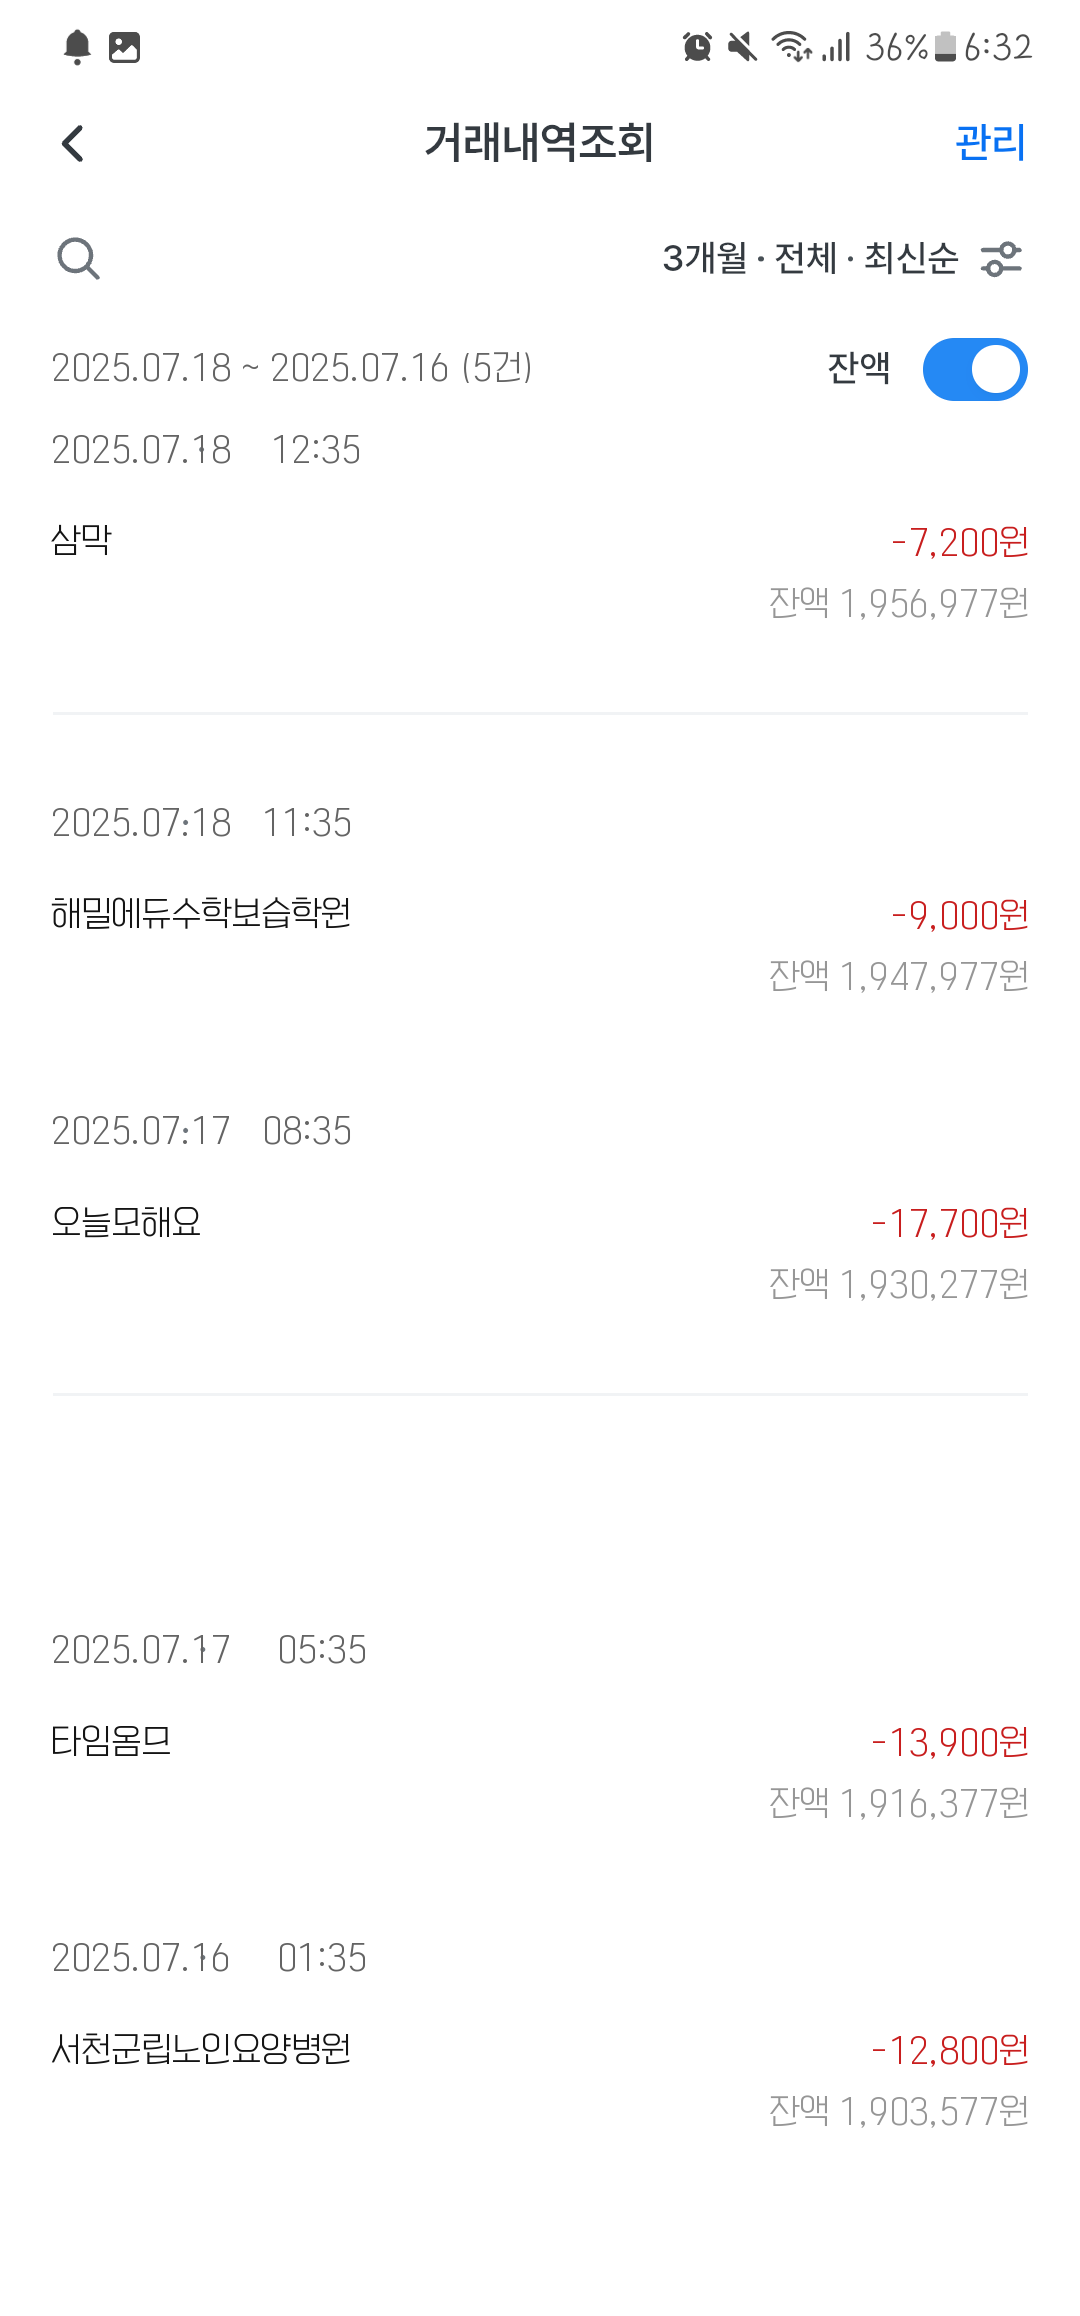 36% 6:32
거래내역조회 관리
3개월 · 전체 · 최신순
2025.07.18 ~ 2025.07.16 (5건) 잔액
2025.07.18 12:35
삼막 -7,200원
잔액 1,956,977원
2025.07.18 11:35
해밀에듀수학보습학원 -9,000원
잔액 1,947,977원
2025.07.17 08:35
오늘모해요 -17,700원
잔액 1,930,277원
2025.07.17 05:35
타임옴므 -13,900원
잔액 1,916,377원
2025.07.16 01:35
서천군립노인요양병원 -12,800원
잔액 1,903,577원